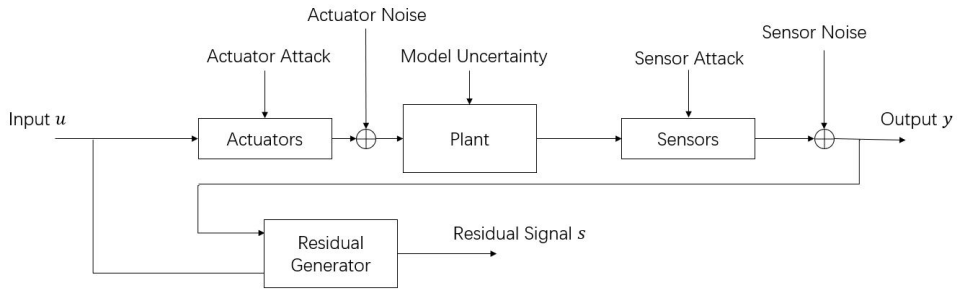 Actuator Noise
Sensor Noise
Actuator Attack
Model Uncertainty
Sensor Attack
Input u
Output y
Actuators
Plant
Sensors
Residual
Generator
Residual Signal s